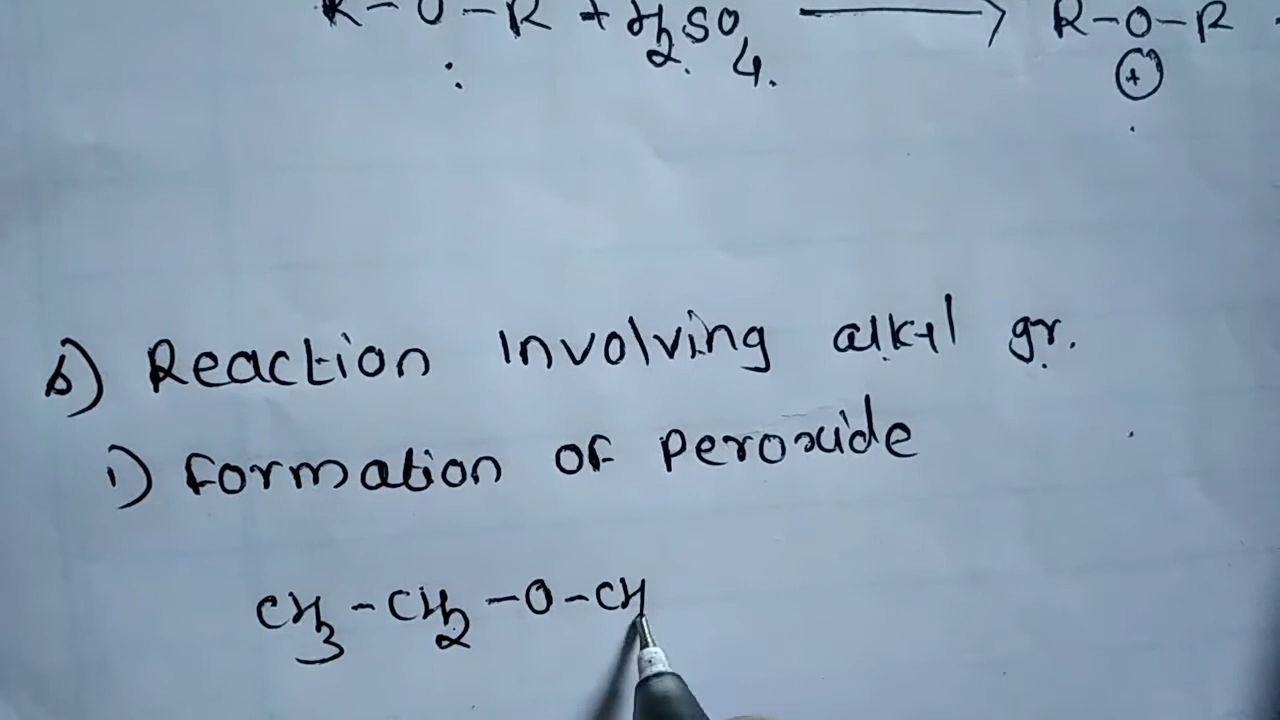 R-O-R + H2SO4. → R-O-R
:
⊕
b) Reaction Involving alkyl gr.
i) Formation of Peroxide
CH3-CH2-O-CH